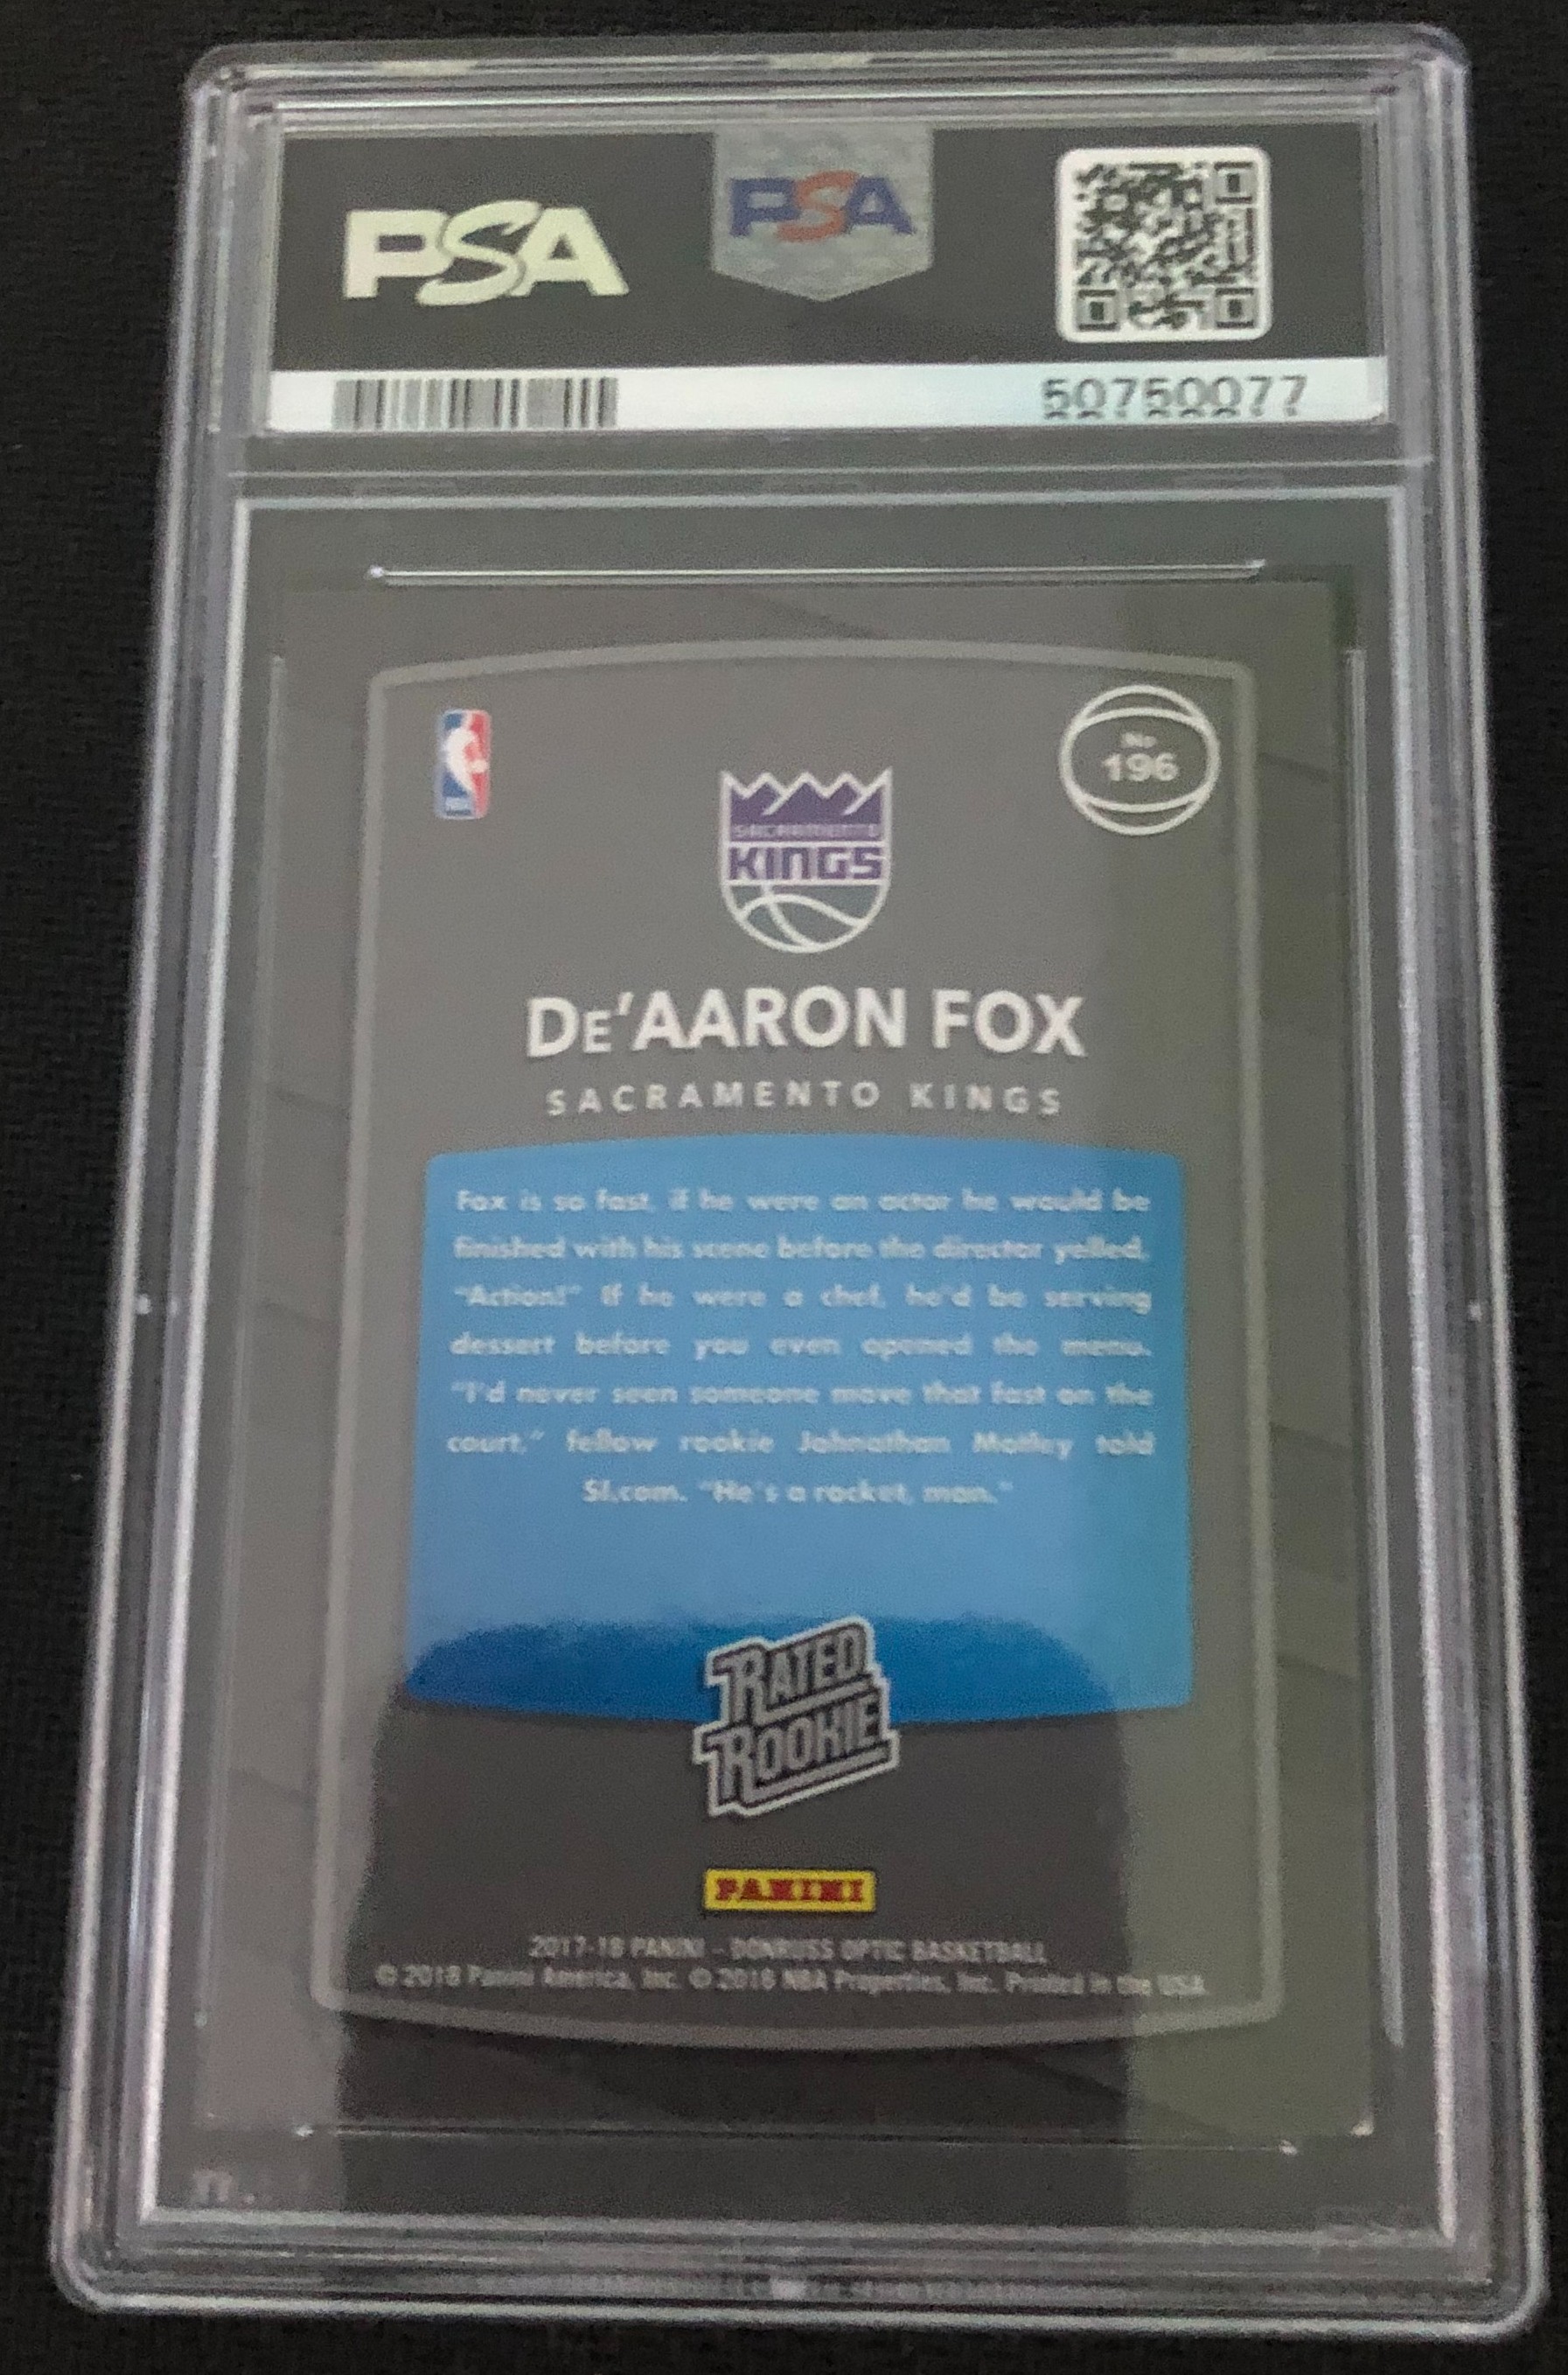 PSA
PSA
50750077
No.
196
SACRAMENTO
KINGS
DE'AARON FOX
SACRAMENTO KINGS
Fox is so fast, if he were an actor he would be
finished with his scene before the director yelled,
"Action!" If he were a chef, he'd be serving
dessert before you even opened the menu.
"I'd never seen someone move that fast on the
court," fellow rookie Johnathan Motley told
SI.com. "He's a rocket, man."
RATED
ROOKIE
PANINI
2017-18 PANINI – DONRUSS OPTIC BASKETBALL
© 2018 Panini America, Inc. © 2018 NBA Properties, Inc. Printed in the USA.